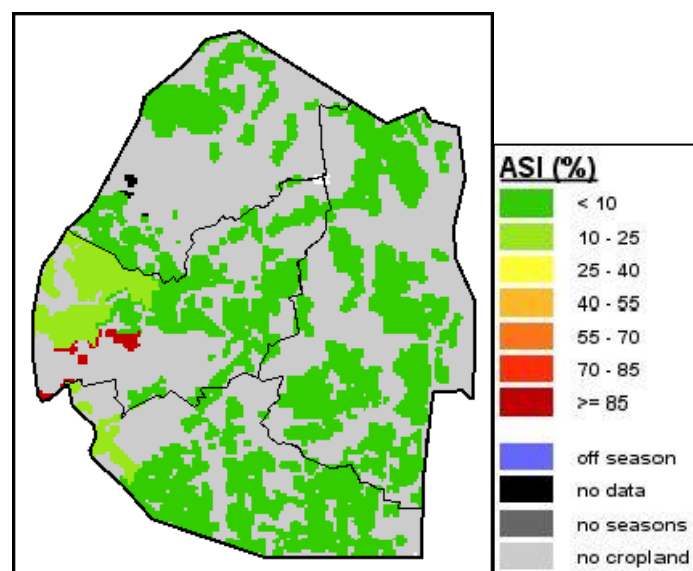 ASI (%)
< 10
10 - 25
25 - 40
40 - 55
55 - 70
70 - 85
>= 85
off season
no data
no seasons
no cropland